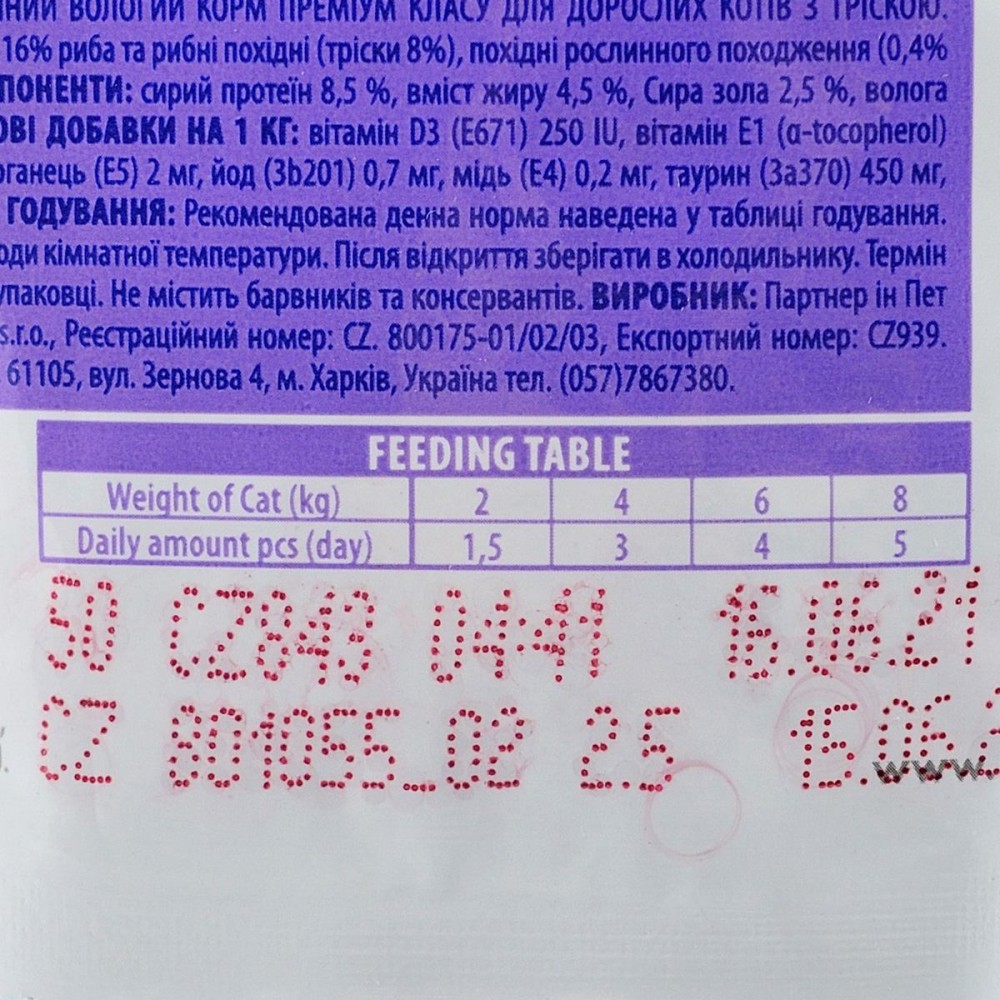 ВОЛОГИЙ КОРМ ПРЕМІУМ КЛАСУ ДЛЯ ДОРОСЛИХ КОТІВ З ТРІСКОЮ.
16% риба та рибні похідні (тріски 8%), похідні рослинного походження (0,4%
ПОНЕНТИ: сирий протеїн 8,5 %, вміст жиру 4,5 %, Сира зола 2,5 %, волога
ОВІ ДОБАВКИ НА 1 КГ: вітамін D3 (E671) 250 IU, вітамін E1 (α-tocopherol)
рганець (E5) 2 мг, йод (3b201) 0,7 мг, мідь (E4) 0,2 мг, таурин (3a370) 450 мг,
ГОДУВАННЯ: Рекомендована денна норма наведена у таблиці годування.
оди кімнатної температури. Після відкриття зберігати в холодильнику. Термін
упаковці. Не містить барвників та консервантів. ВИРОБНИК: Партнер ін Пет
s.r.o., Реєстраційний номер: CZ. 800175-01/02/03, Експортний номер: CZ939.
61105, вул. Зернова 4, м. Харків, Україна тел. (057)7867380.
FEEDING TABLE
Weight of Cat (kg) 2 4 6 8
Daily amount pcs (day) 1,5 3 4 5
50 16.06.21
CZ 801055_02 2.5 15.06.
www.